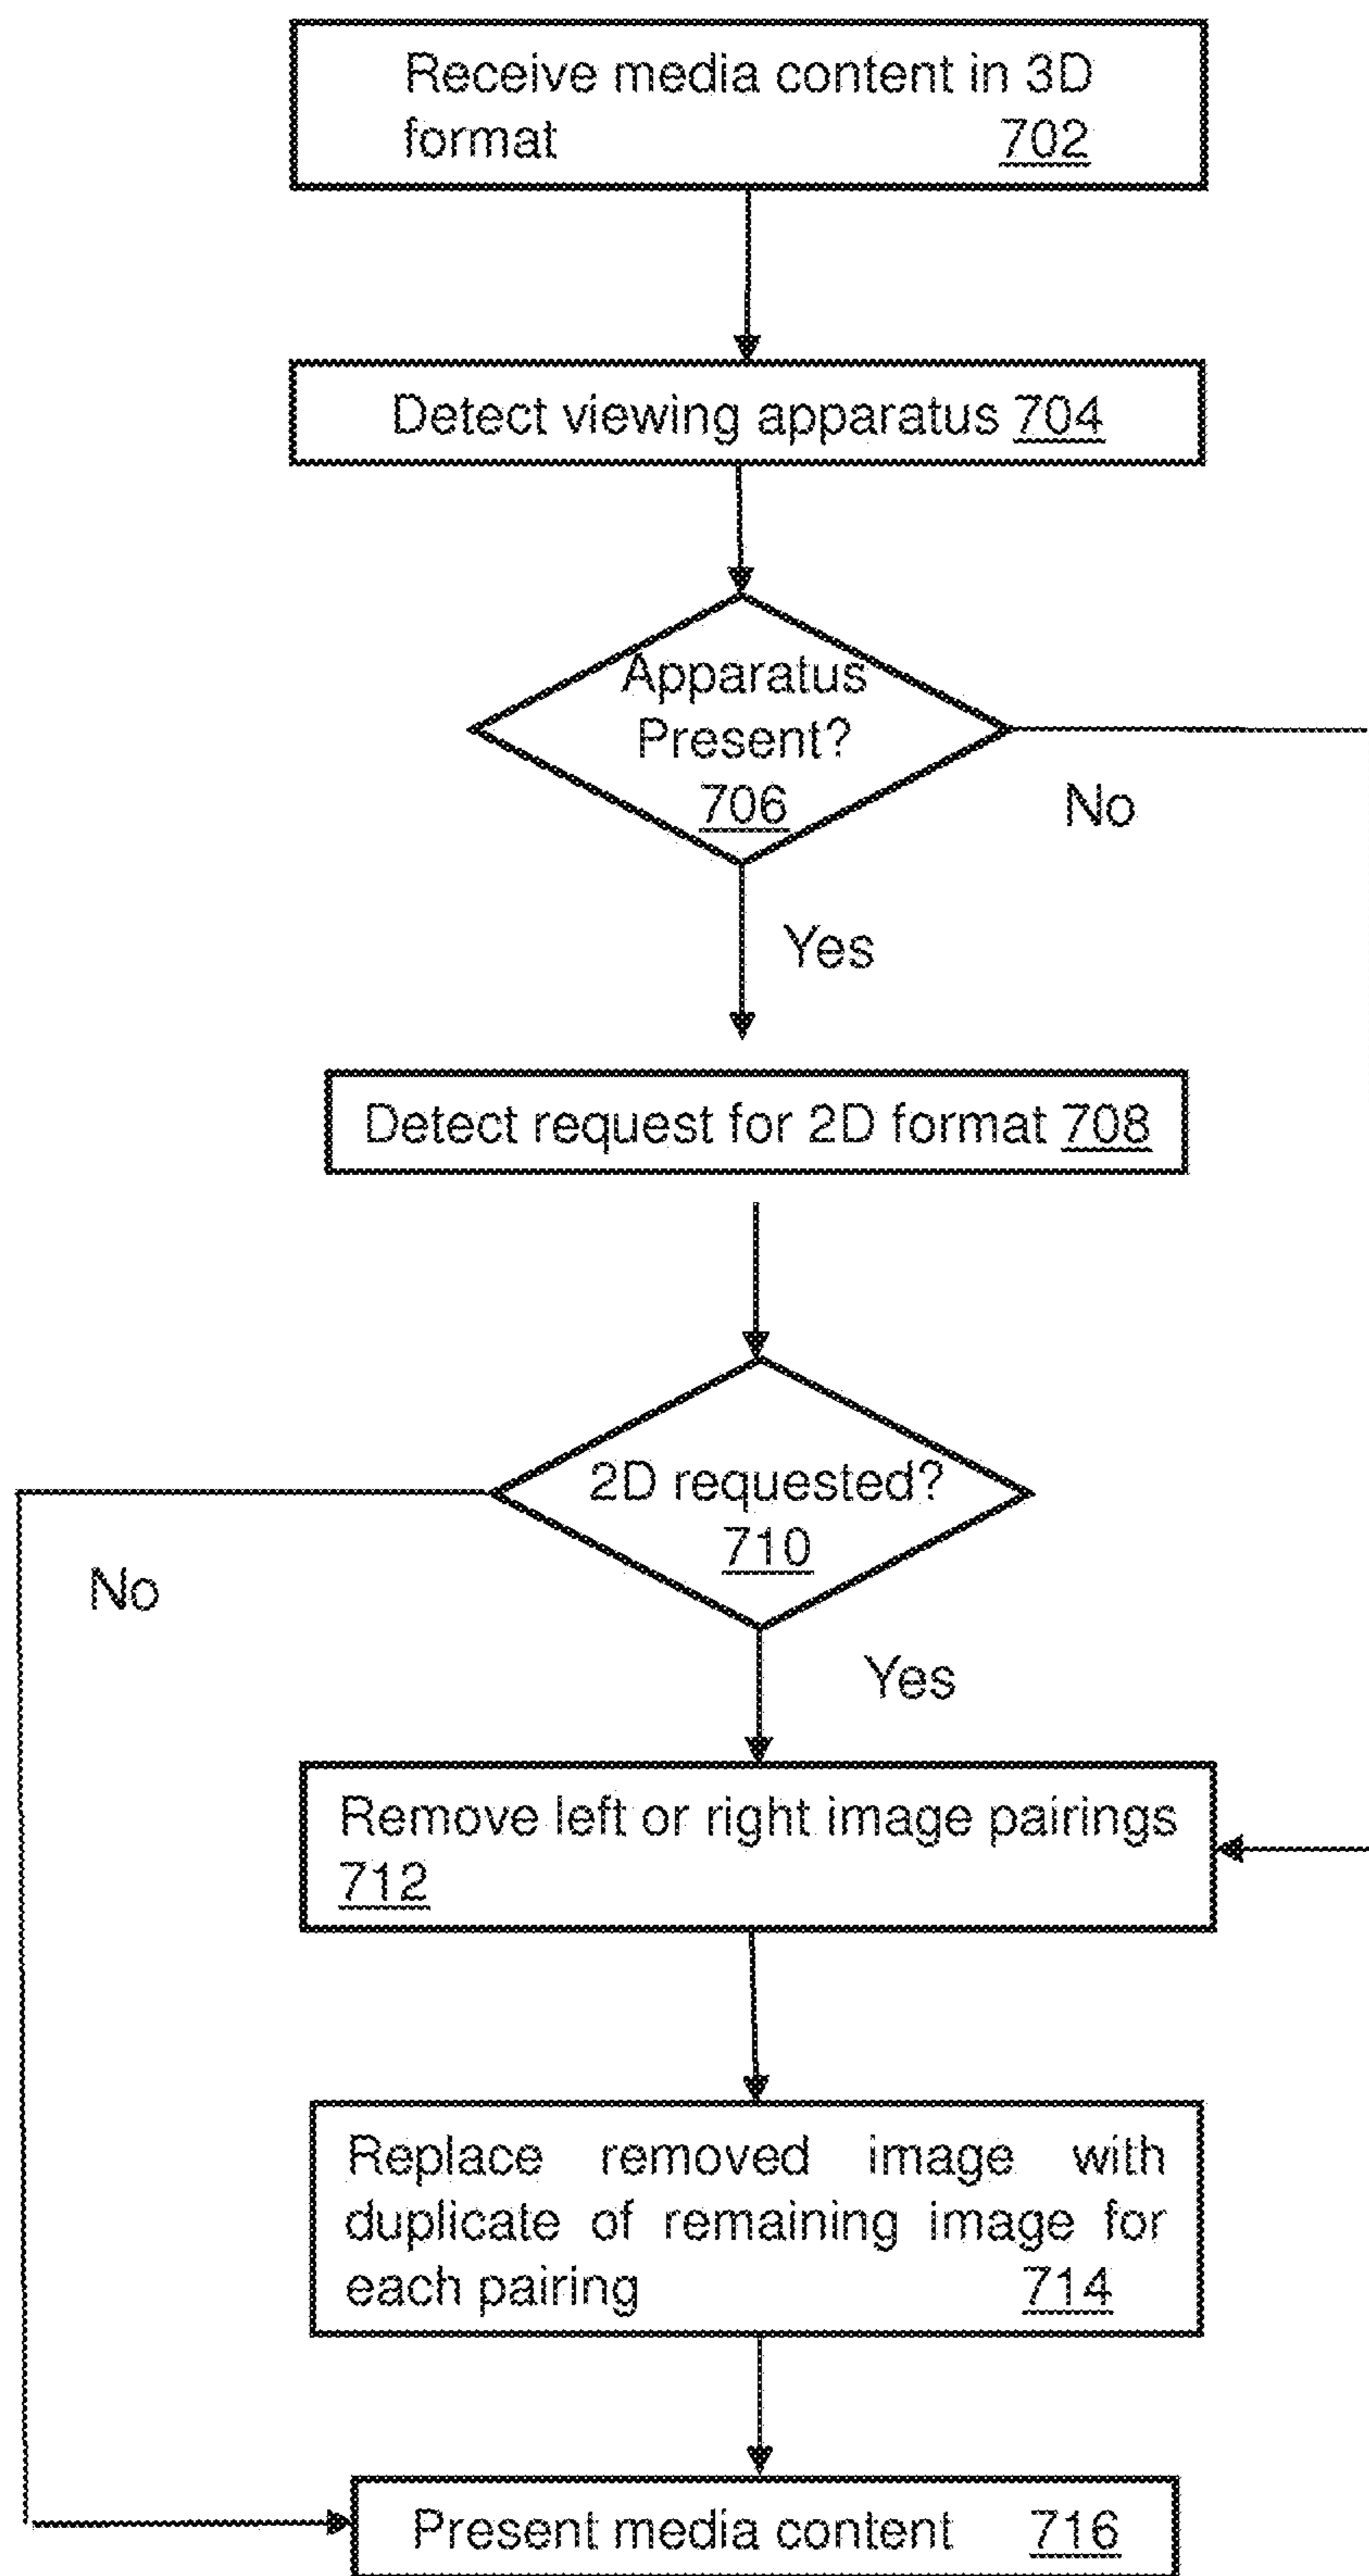 Receive media content in 3D
format 702
Detect viewing apparatus 704
Apparatus
Present?
706
No
Yes
Detect request for 2D format 708
2D requested?
710
No
Yes
Remove left or right image pairings
712
Replace removed image with
duplicate of remaining image for
each pairing 714
Present media content 716